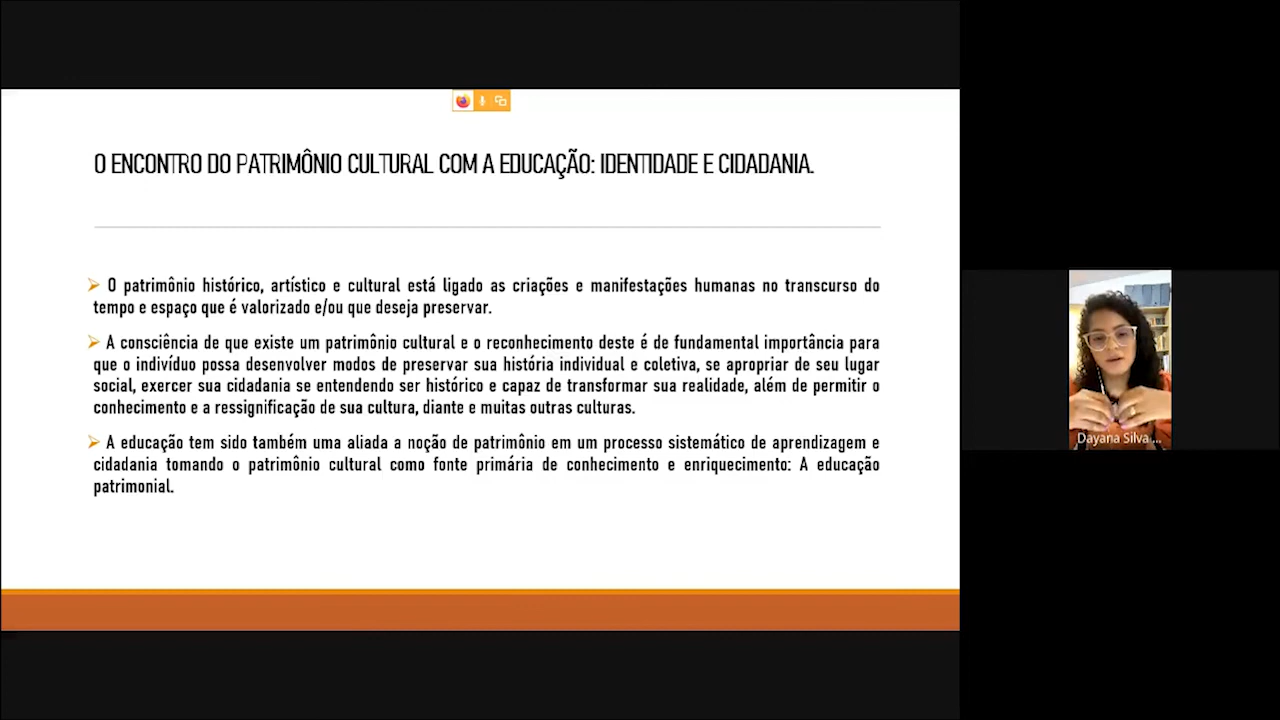 O ENCONTRO DO PATRIMÔNIO CULTURAL COM A EDUCAÇÃO: IDENTIDADE E CIDADANIA.
➢ O patrimônio histórico, artístico e cultural está ligado as criações e manifestações humanas no transcurso do
tempo e espaço que é valorizado e/ou que deseja preservar.
➢ A consciência de que existe um patrimônio cultural e o reconhecimento deste é de fundamental importância para
que o indivíduo possa desenvolver modos de preservar sua história individual e coletiva, se apropriar de seu lugar
social, exercer sua cidadania se entendendo ser histórico e capaz de transformar sua realidade, além de permitir o
conhecimento e a ressignificação de sua cultura, diante e muitas outras culturas.
➢ A educação tem sido também uma aliada a noção de patrimônio em um processo sistemático de aprendizagem e
cidadania tomando o patrimônio cultural como fonte primária de conhecimento e enriquecimento: A educação
patrimonial.
Dayana Silva ...